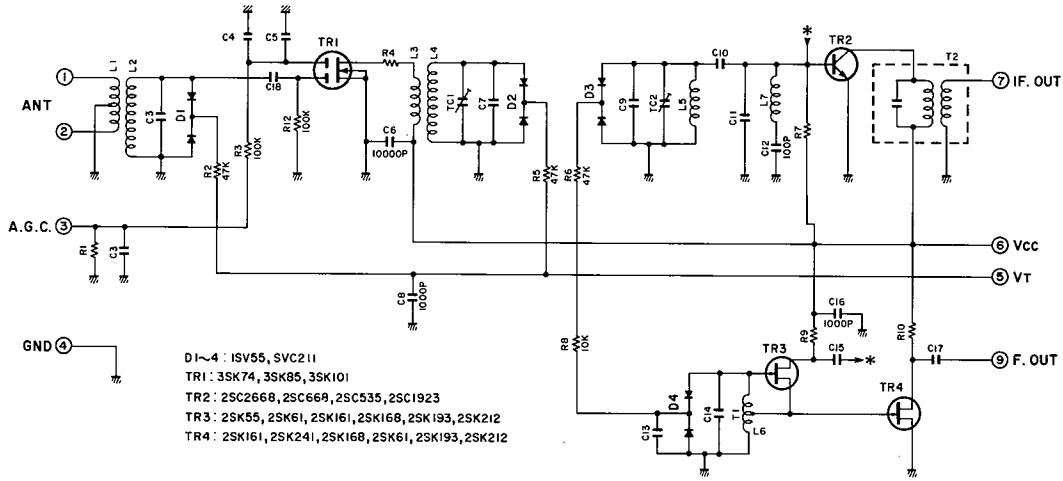 C4
C5
TR1
R4
L3
L4
C10
*
TR2
T2
① L1 L2
C18
D2
D3
⑦ IF. OUT
ANT
C3
D1
TC1
C7
C9
TC2
L5
C11
L7
②
R12
100K
C6
10000P
R7
C12
100P
R3
100K
R2
47K
R5
47K
R6
47K
A.G.C. ③
R1
C3
⑥ VCC
⑤ VT
C8
1000P
C16
1000P
R8
10K
R9
R10
GND ④
TR3
C15
*
C17
⑨ F. OUT
D1~4 : 1SV55, SVC211
TR1 : 3SK74, 3SK85, 3SK101
TR2 : 2SC2668, 2SC668, 2SC535, 2SC1923
TR3 : 2SK55, 2SK61, 2SK161, 2SK168, 2SK193, 2SK212
TR4 : 2SK161, 2SK241, 2SK168, 2SK61, 2SK193, 2SK212
D4
C14
T1
L6
TR4
C13